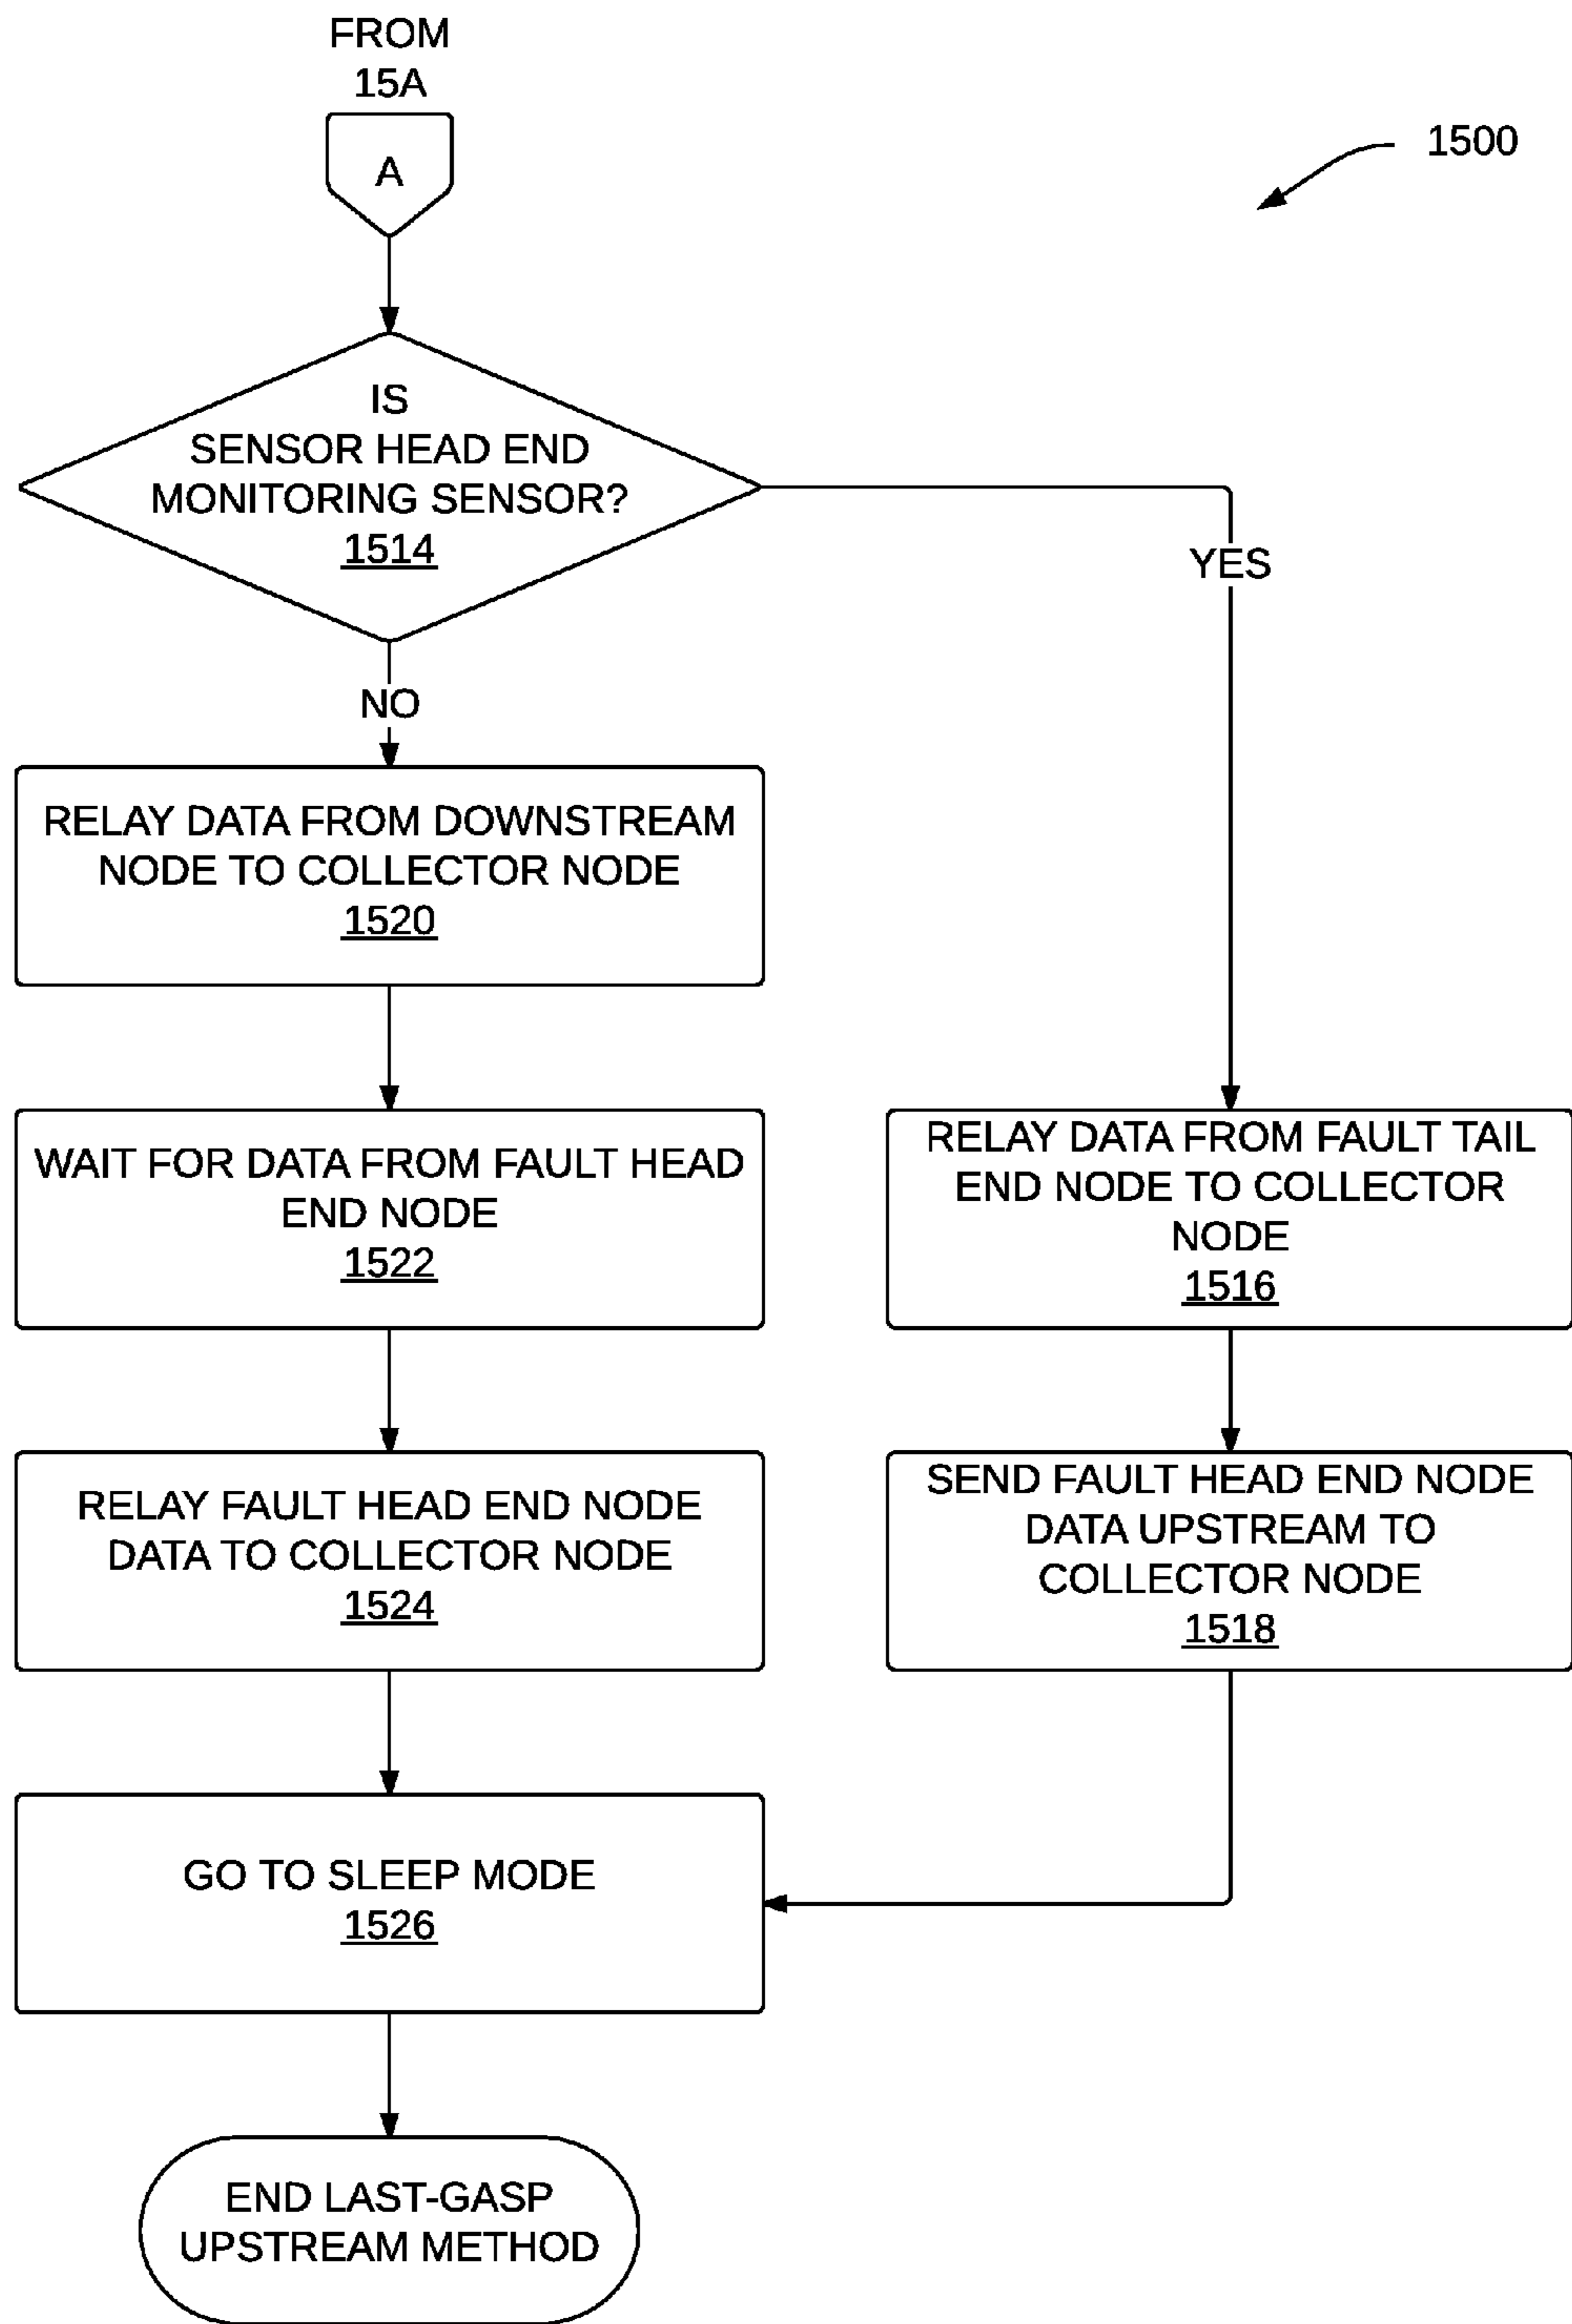 FROM
15A
A
1500
IS
SENSOR HEAD END
MONITORING SENSOR?
1514
YES
NO
RELAY DATA FROM DOWNSTREAM
NODE TO COLLECTOR NODE
1520
WAIT FOR DATA FROM FAULT HEAD
END NODE
1522
RELAY DATA FROM FAULT TAIL
END NODE TO COLLECTOR
NODE
1516
RELAY FAULT HEAD END NODE
DATA TO COLLECTOR NODE
1524
SEND FAULT HEAD END NODE
DATA UPSTREAM TO
COLLECTOR NODE
1518
GO TO SLEEP MODE
1526
END LAST-GASP
UPSTREAM METHOD